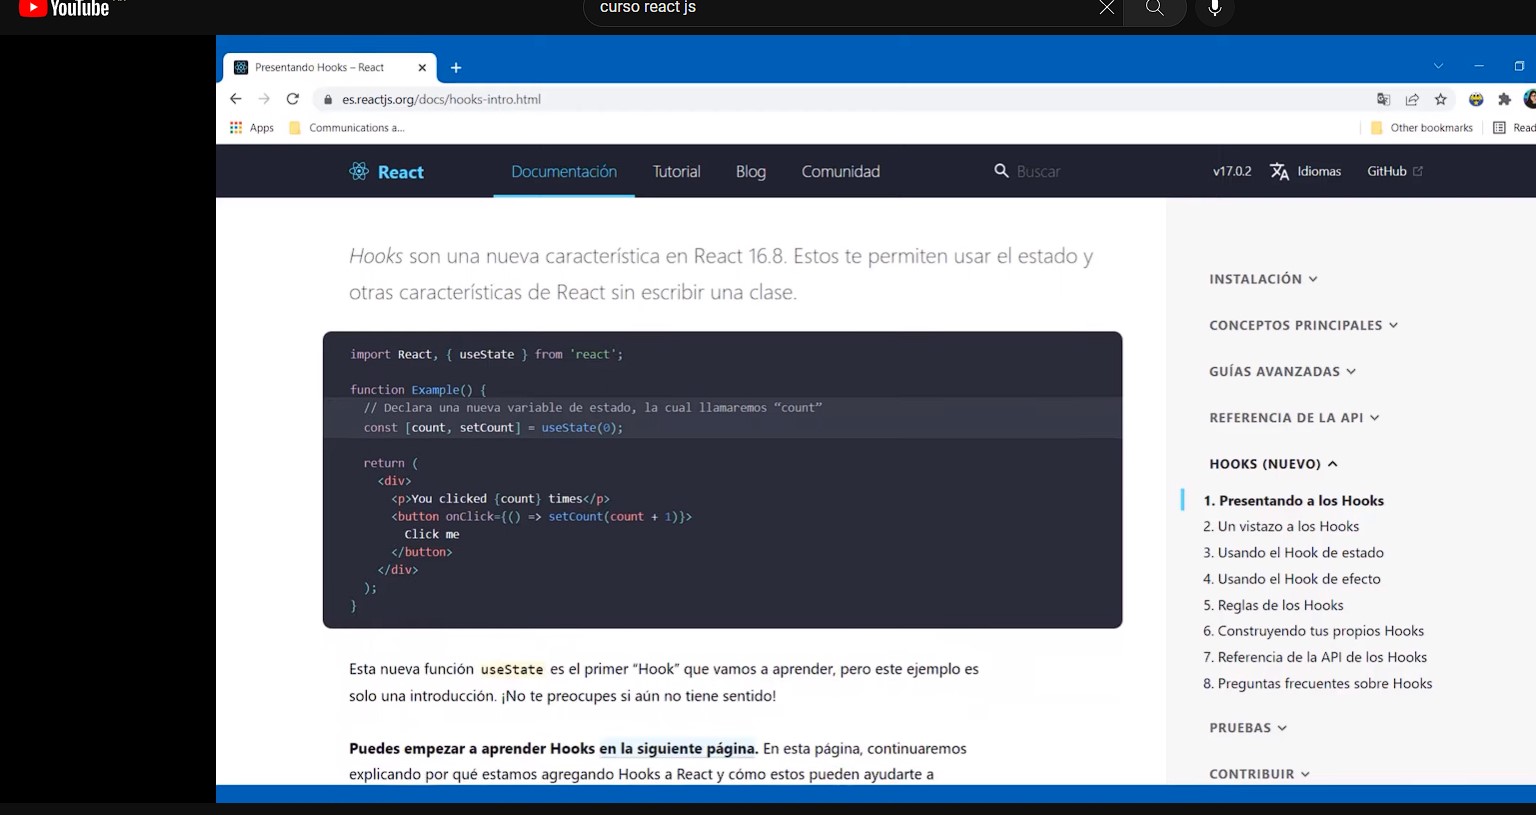 YouTube
curso react js
Presentando Hooks – React
es.reactjs.org/docs/hooks-intro.html
Apps
Communications a...
Other bookmarks
Read
React
Documentación
Tutorial
Blog
Comunidad
Buscar
v17.0.2
Idiomas
GitHub
Hooks son una nueva característica en React 16.8. Estos te permiten usar el estado y
otras características de React sin escribir una clase.
import React, { useState } from 'react';
function Example() {
// Declara una nueva variable de estado, la cual llamaremos “count”
const [count, setCount] = useState(0);
return (
<div>
<p>You clicked {count} times</p>
<button onClick={() => setCount(count + 1)}>
Click me
</button>
</div>
);
}
Esta nueva función useState es el primer “Hook” que vamos a aprender, pero este ejemplo es
solo una introducción. ¡No te preocupes si aún no tiene sentido!
Puedes empezar a aprender Hooks en la siguiente página. En esta página, continuaremos
explicando por qué estamos agregando Hooks a React y cómo estos pueden ayudarte a
INSTALACIÓN
CONCEPTOS PRINCIPALES
GUÍAS AVANZADAS
REFERENCIA DE LA API
HOOKS (NUEVO)
1. Presentando a los Hooks
2. Un vistazo a los Hooks
3. Usando el Hook de estado
4. Usando el Hook de efecto
5. Reglas de los Hooks
6. Construyendo tus propios Hooks
7. Referencia de la API de los Hooks
8. Preguntas frecuentes sobre Hooks
PRUEBAS
CONTRIBUIR